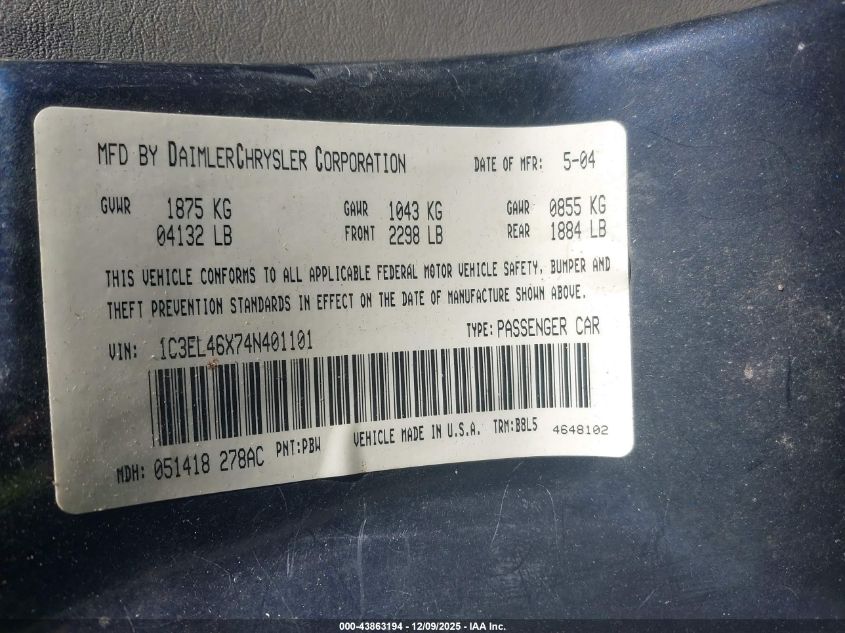 MFD BY DAIMLERCHRYSLER CORPORATION DATE OF MFR: 5-04
GVWR 1875 KG GAWR 1043 KG GAWR 0855 KG
04132 LB FRONT 2298 LB REAR 1884 LB
THIS VEHICLE CONFORMS TO ALL APPLICABLE FEDERAL MOTOR VEHICLE SAFETY, BUMPER AND
THEFT PREVENTION STANDARDS IN EFFECT ON THE DATE OF MANUFACTURE SHOWN ABOVE.
VIN: 1C3EL46X74N401101 TYPE: PASSENGER CAR
MDH: 051418 278AC PNT:PBW VEHICLE MADE IN U.S.A. TRM:B8L5 4648102
000-43863194 - 12/09/2025 - IAA Inc.